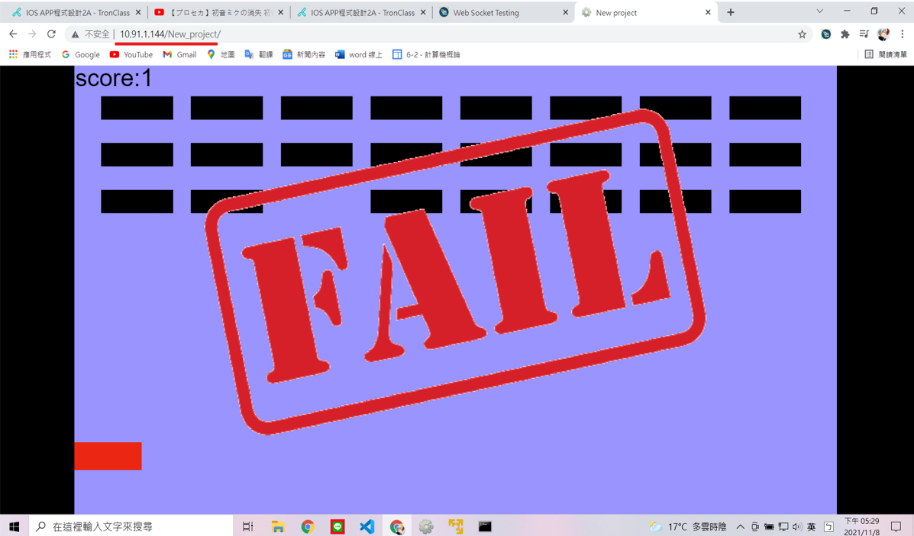 IOS APP程式設計2A - TronClass
【プロセカ】初音ミクの消失 初
IOS APP程式設計2A - TronClass
Web Socket Testing
New project
不安全 | 10.91.1.144/New_project/
應用程式 Google YouTube Gmail 地圖 翻譯 新聞內容 word 線上 6-2 - 計算機概論 閱讀清單
score:1
FAIL
在這裡輸入文字來搜尋
17°C 多雲時陰
英
下午 05:29
2021/11/8